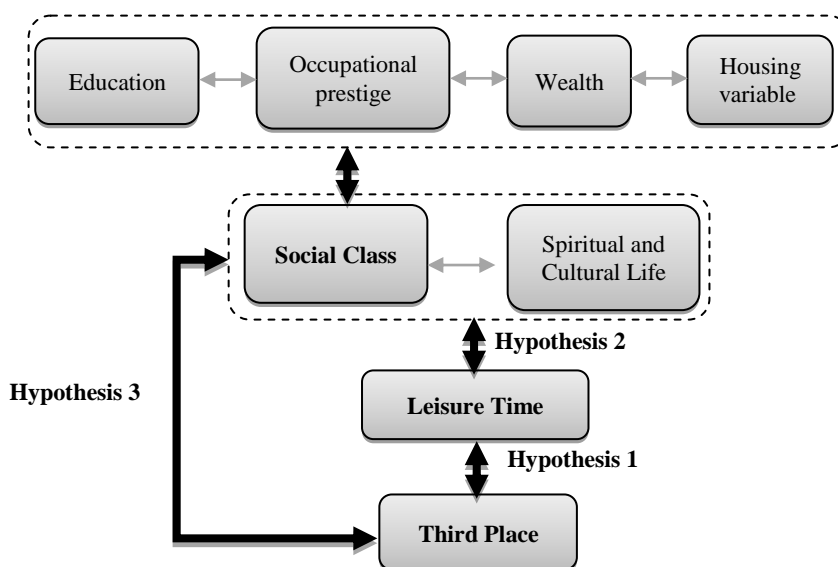 Education
Occupational
prestige
Wealth
Housing
variable
Social Class
Spiritual and
Cultural Life
Hypothesis 2
Hypothesis 3
Leisure Time
Hypothesis 1
Third Place